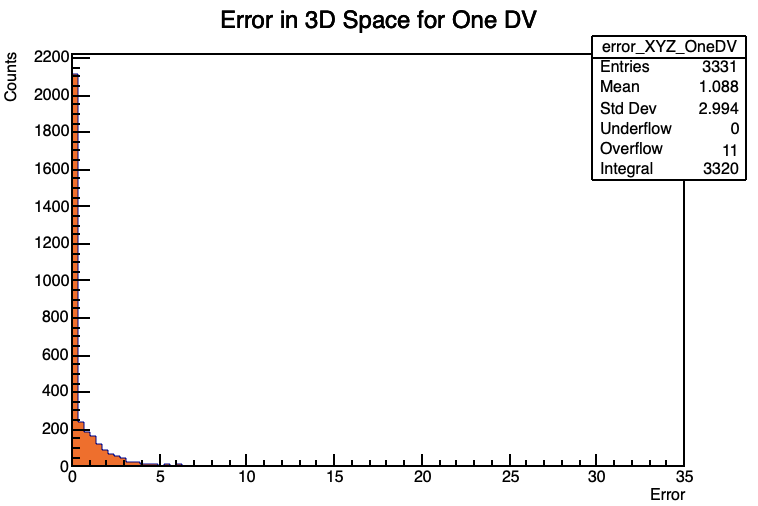 Error in 3D Space for One DV
error_XYZ_OneDV
Entries 3331
Mean 1.088
Std Dev 2.994
Underflow 0
Overflow 11
Integral 3320
Counts
2200
2000
1800
1600
1400
1200
1000
800
600
400
200
0
0 5 10 15 20 25 30 35
Error